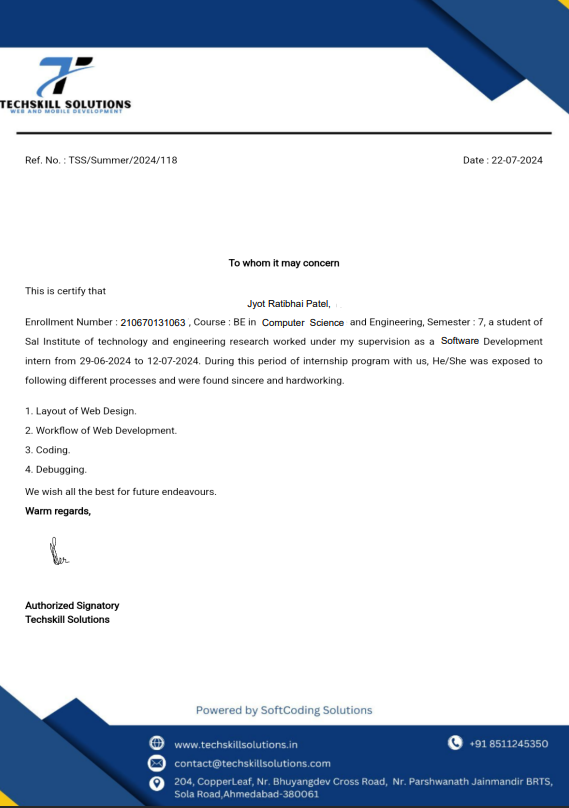 TECHSKILL SOLUTIONS
WEB AND MOBILE DEVELOPMENT
Ref. No. : TSS/Summer/2024/118
Date : 22-07-2024
To whom it may concern
This is certify that
Jyot Ratibhai Patel,
Enrollment Number : 210670131063 , Course : BE in Computer Science and Engineering, Semester : 7, a student of
Sal Institute of technology and engineering research worked under my supervision as a Software Development
intern from 29-06-2024 to 12-07-2024. During this period of internship program with us, He/She was exposed to
following different processes and were found sincere and hardworking.
1. Layout of Web Design.
2. Workflow of Web Development.
3. Coding.
4. Debugging.
We wish all the best for future endeavours.
Warm regards,
Authorized Signatory
Techskill Solutions
Powered by SoftCoding Solutions
www.techskillsolutions.in
+91 8511245350
contact@techskillsolutions.com
204, CopperLeaf, Nr. Bhuyangdev Cross Road, Nr. Parshwanath Jainmandir BRTS,
Sola Road,Ahmedabad-380061